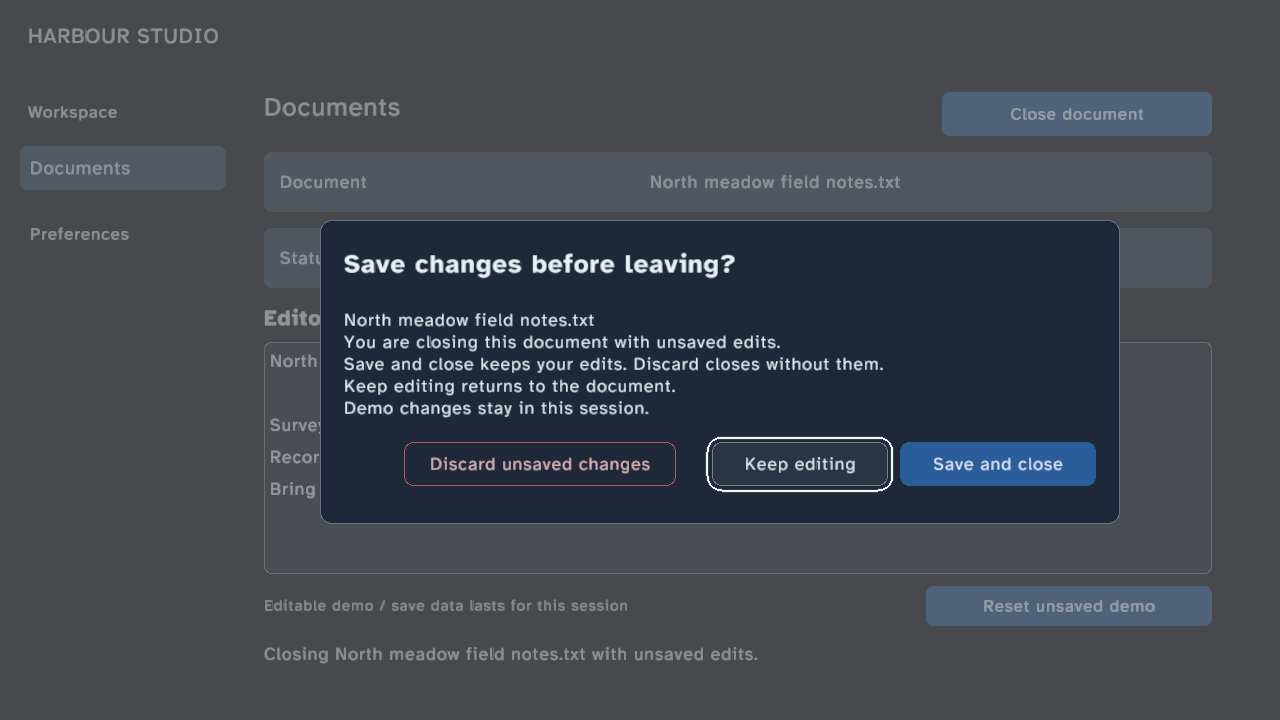 HARBOUR STUDIO
Workspace
Documents
Preferences
Documents
Close document
Document North meadow field notes.txt
Save changes before leaving?
North meadow field notes.txt
You are closing this document with unsaved edits.
Save and close keeps your edits. Discard closes without them.
Keep editing returns to the document.
Demo changes stay in this session.
Discard unsaved changes
Keep editing
Save and close
North
Bring
Editable demo / save data lasts for this session
Reset unsaved demo
Closing North meadow field notes.txt with unsaved edits.